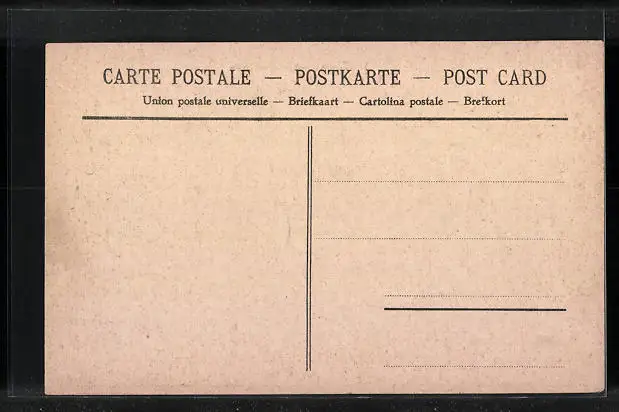 CARTE POSTALE — POSTKARTE — POST CARD
Union postale universelle — Briefkaart — Cartolina postale — Brefkort